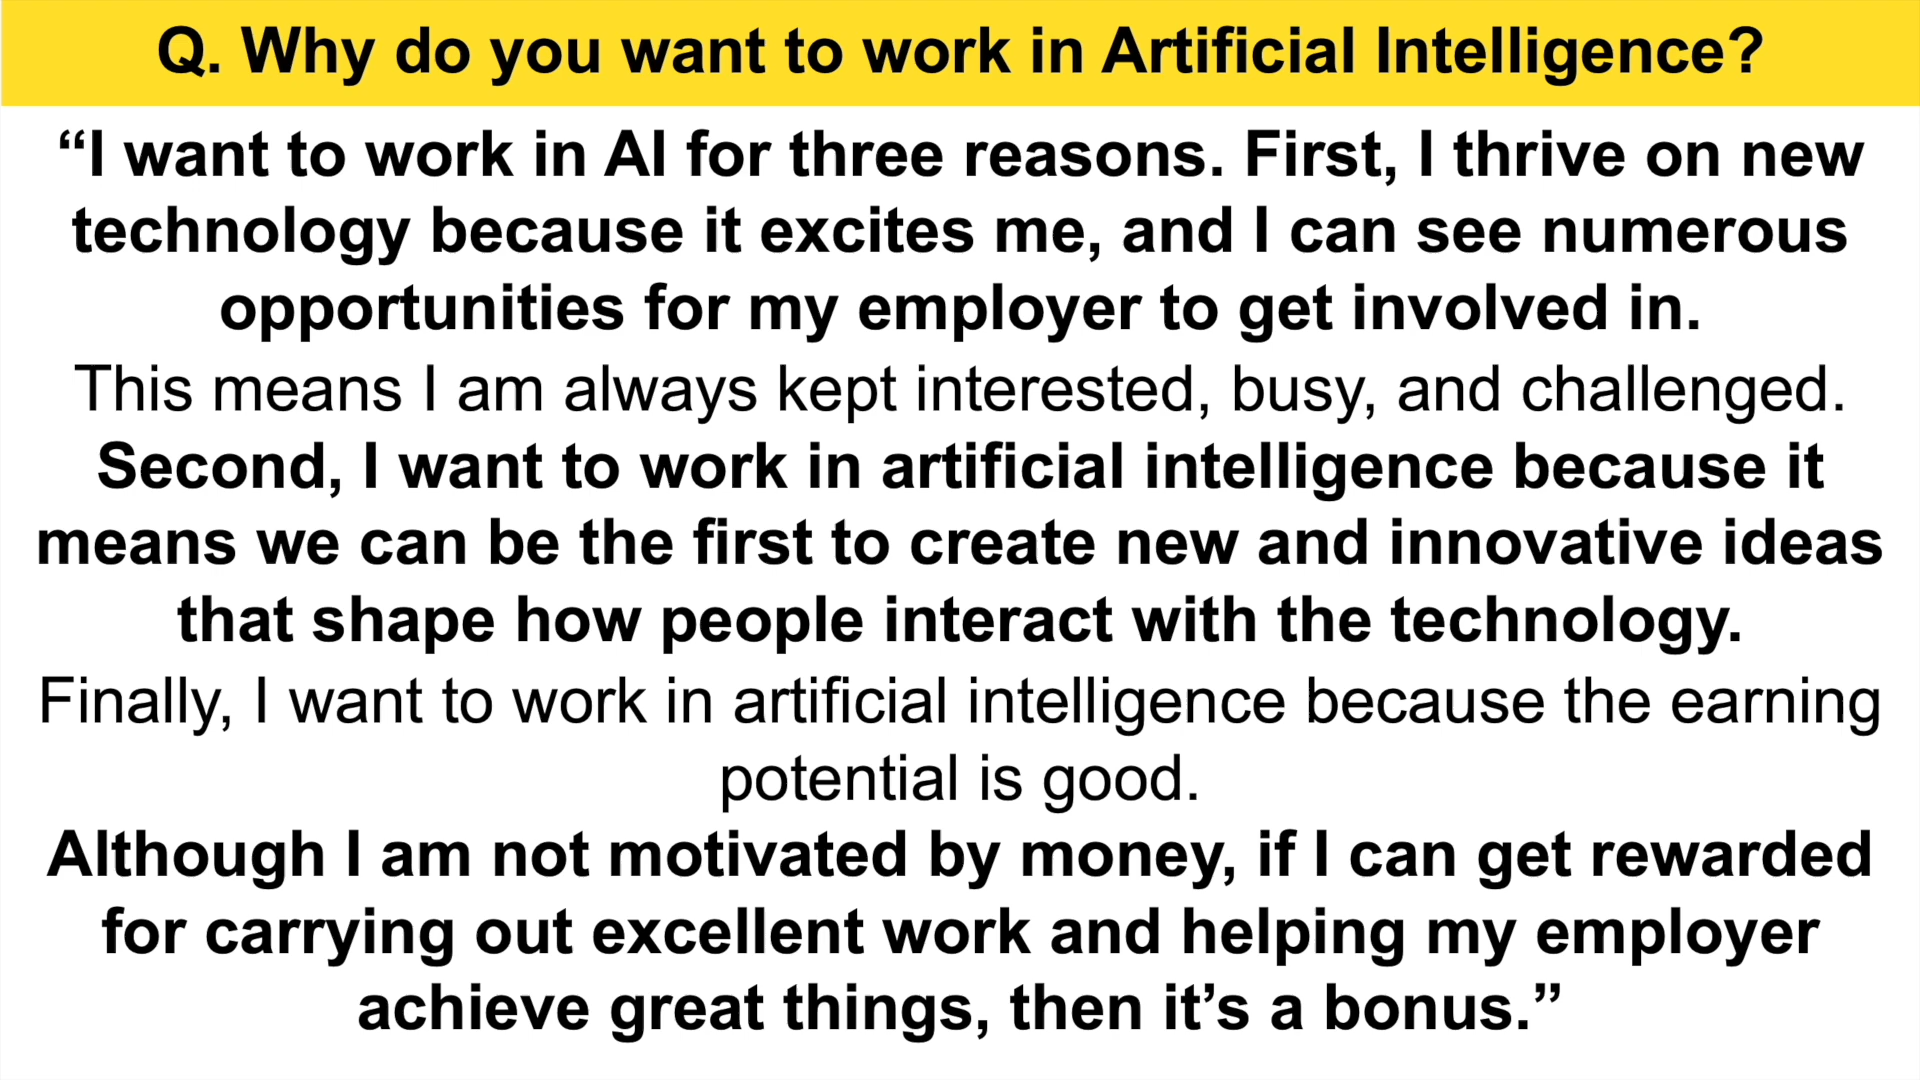 Q. Why do you want to work in Artificial Intelligence?
“I want to work in AI for three reasons. First, I thrive on new
technology because it excites me, and I can see numerous
opportunities for my employer to get involved in.
This means I am always kept interested, busy, and challenged.
Second, I want to work in artificial intelligence because it
means we can be the first to create new and innovative ideas
that shape how people interact with the technology.
Finally, I want to work in artificial intelligence because the earning
potential is good.
Although I am not motivated by money, if I can get rewarded
for carrying out excellent work and helping my employer
achieve great things, then it’s a bonus.”